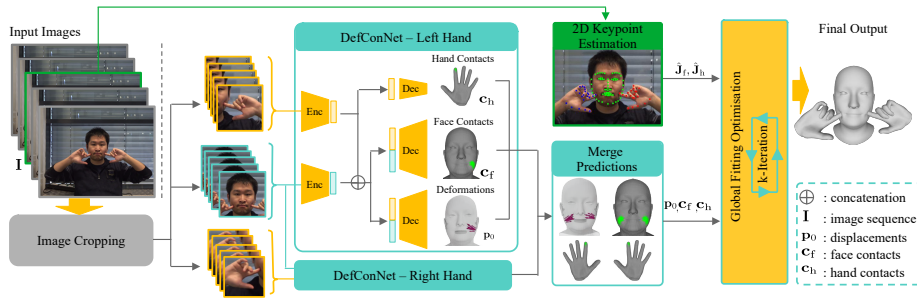 Input Images
I
Image Cropping
DefConNet – Left Hand
Enc
Enc
Dec
Dec
Dec
Hand Contacts
c_h
Face Contacts
c_f
Deformations
p_0
DefConNet – Right Hand
2D Keypoint
Estimation
Ĵ_f, Ĵ_h
Merge
Predictions
p_0,c_f,c_h
Global Fitting Optimisation
k-Iteration
Final Output
⊕ : concatenation
I : image sequence
p_0 : displacements
c_f : face contacts
c_h : hand contacts